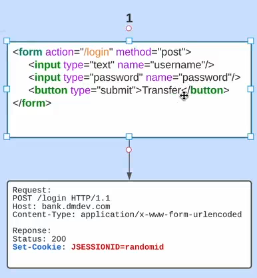 1
<form action="/login" method="post">
<input type="text" name="username"/>
<input type="password" name="password"/>
<button type="submit">Transfer</button>
</form>
Request:
POST /login HTTP/1.1
Host: bank.dmdev.com
Content-Type: application/x-www-form-urlencoded
Reponse:
Status: 200
Set-Cookie: JSESSIONID=randomid